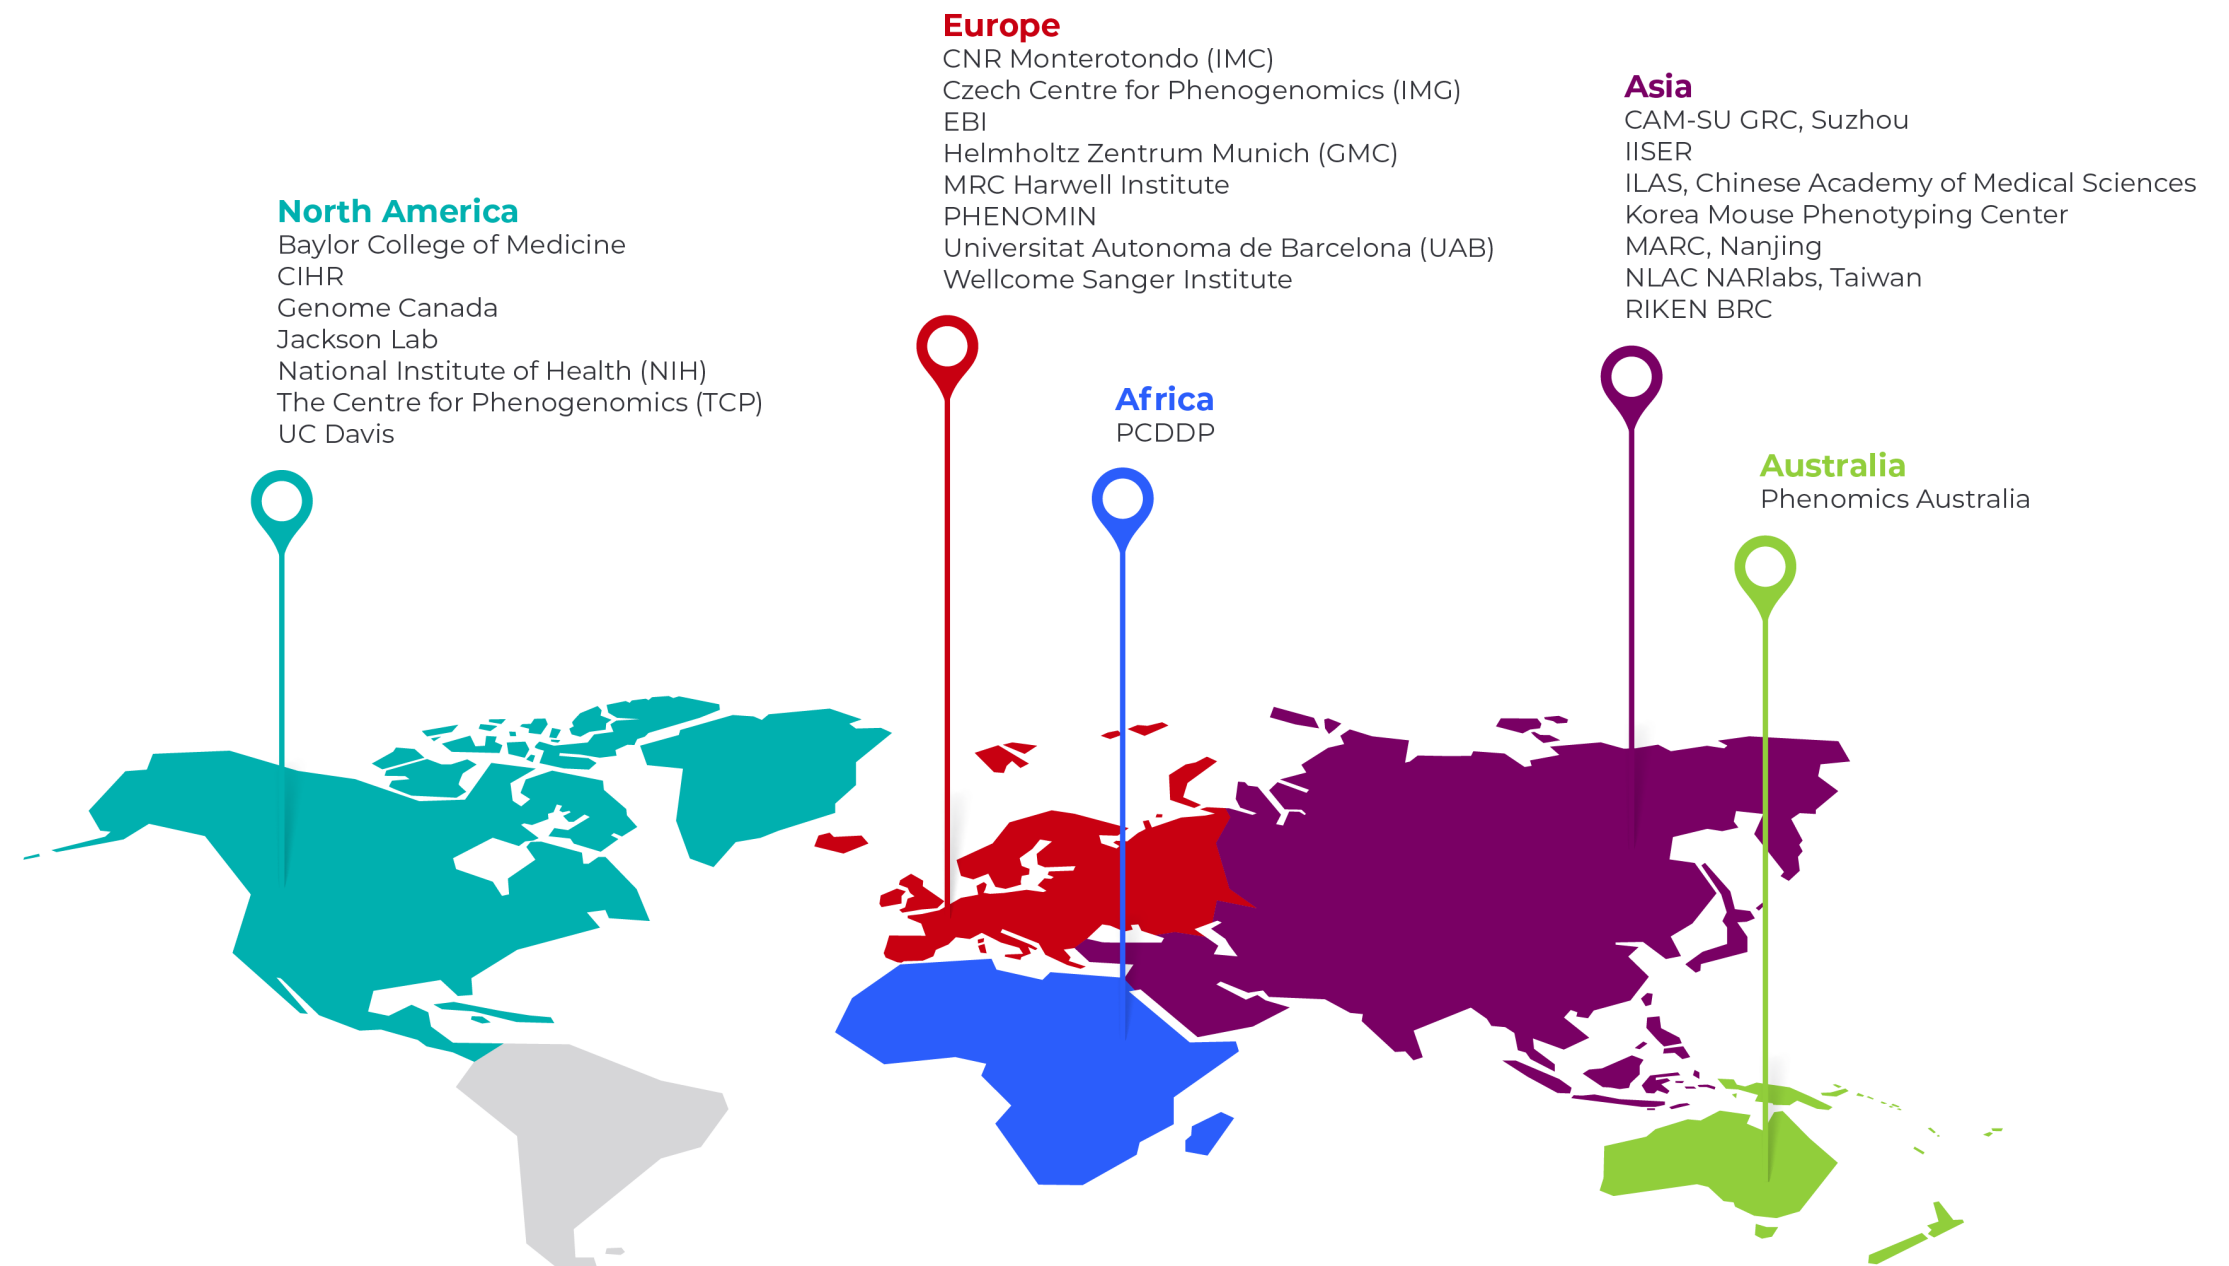 North America
Baylor College of Medicine
CIHR
Genome Canada
Jackson Lab
National Institute of Health (NIH)
The Centre for Phenogenomics (TCP)
UC Davis
Europe
CNR Monterotondo (IMC)
Czech Centre for Phenogenomics (IMG)
EBI
Helmholtz Zentrum Munich (GMC)
MRC Harwell Institute
PHENOMIN
Universitat Autonoma de Barcelona (UAB)
Wellcome Sanger Institute
Africa
PCDDP
Asia
CAM-SU GRC, Suzhou
IISER
ILAS, Chinese Academy of Medical Sciences
Korea Mouse Phenotyping Center
MARC, Nanjing
NLAC NARlabs, Taiwan
RIKEN BRC
Australia
Phenomics Australia